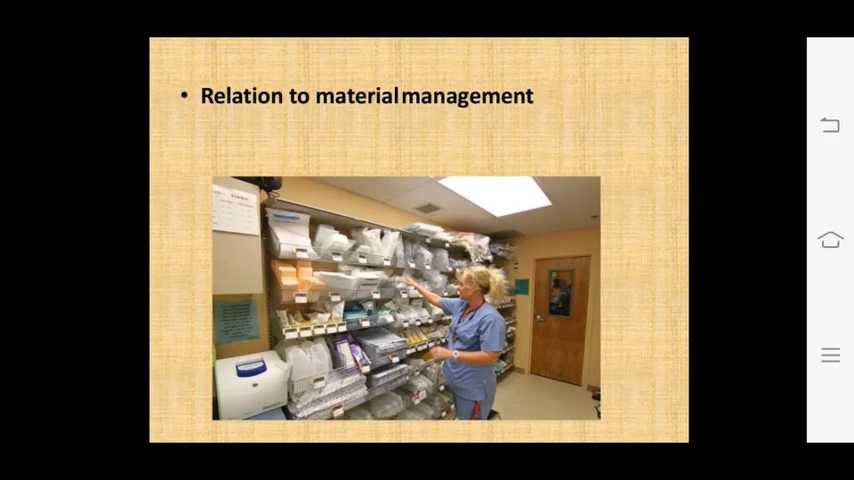 • Relation to material management